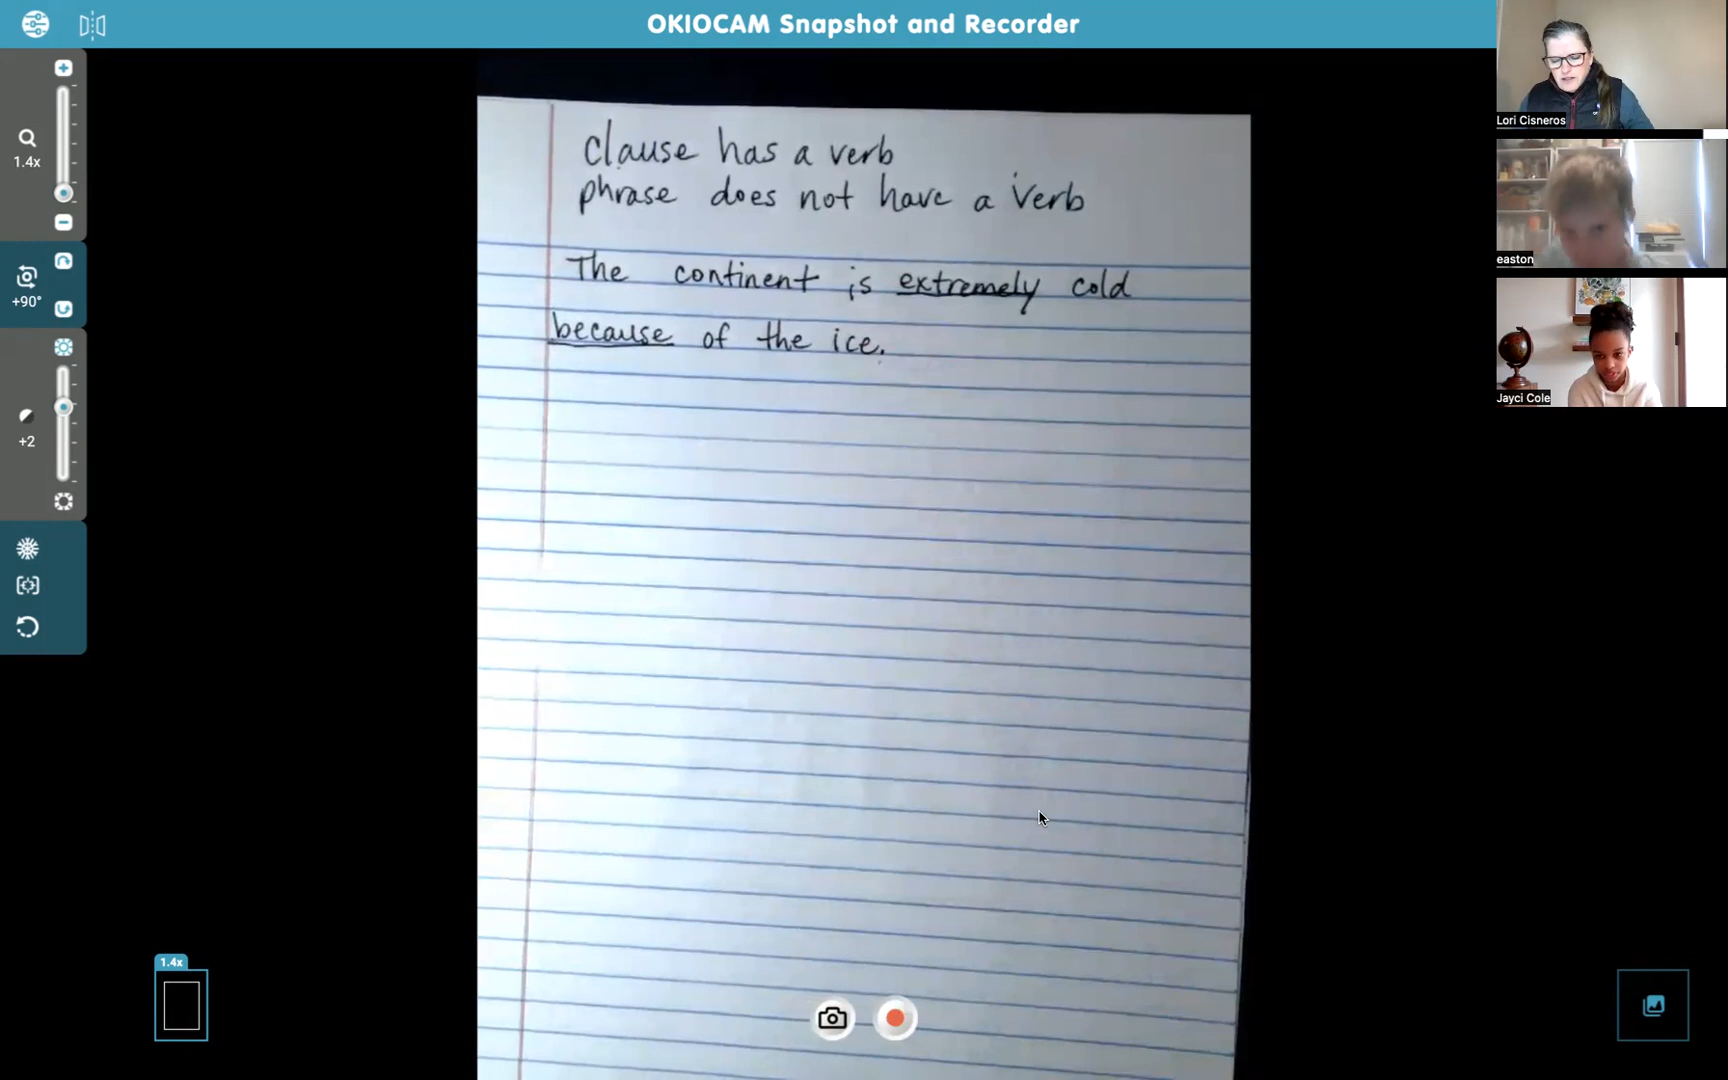 OKIOCAM Snapshot and Recorder
1.4x
+90°
+2
clause has a verb
phrase does not have a verb
The continent is extremely cold
because of the ice.
Lori Cisneros
easton
Jayci Cole
1.4x